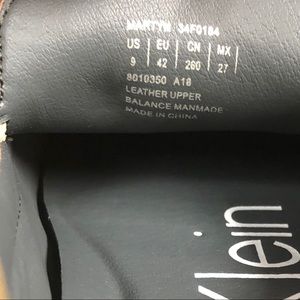 MARTYN 34F0184
US EU CN MX
9 42 260 27
8010350 A18
LEATHER UPPER
BALANCE MANMADE
MADE IN CHINA
Klein